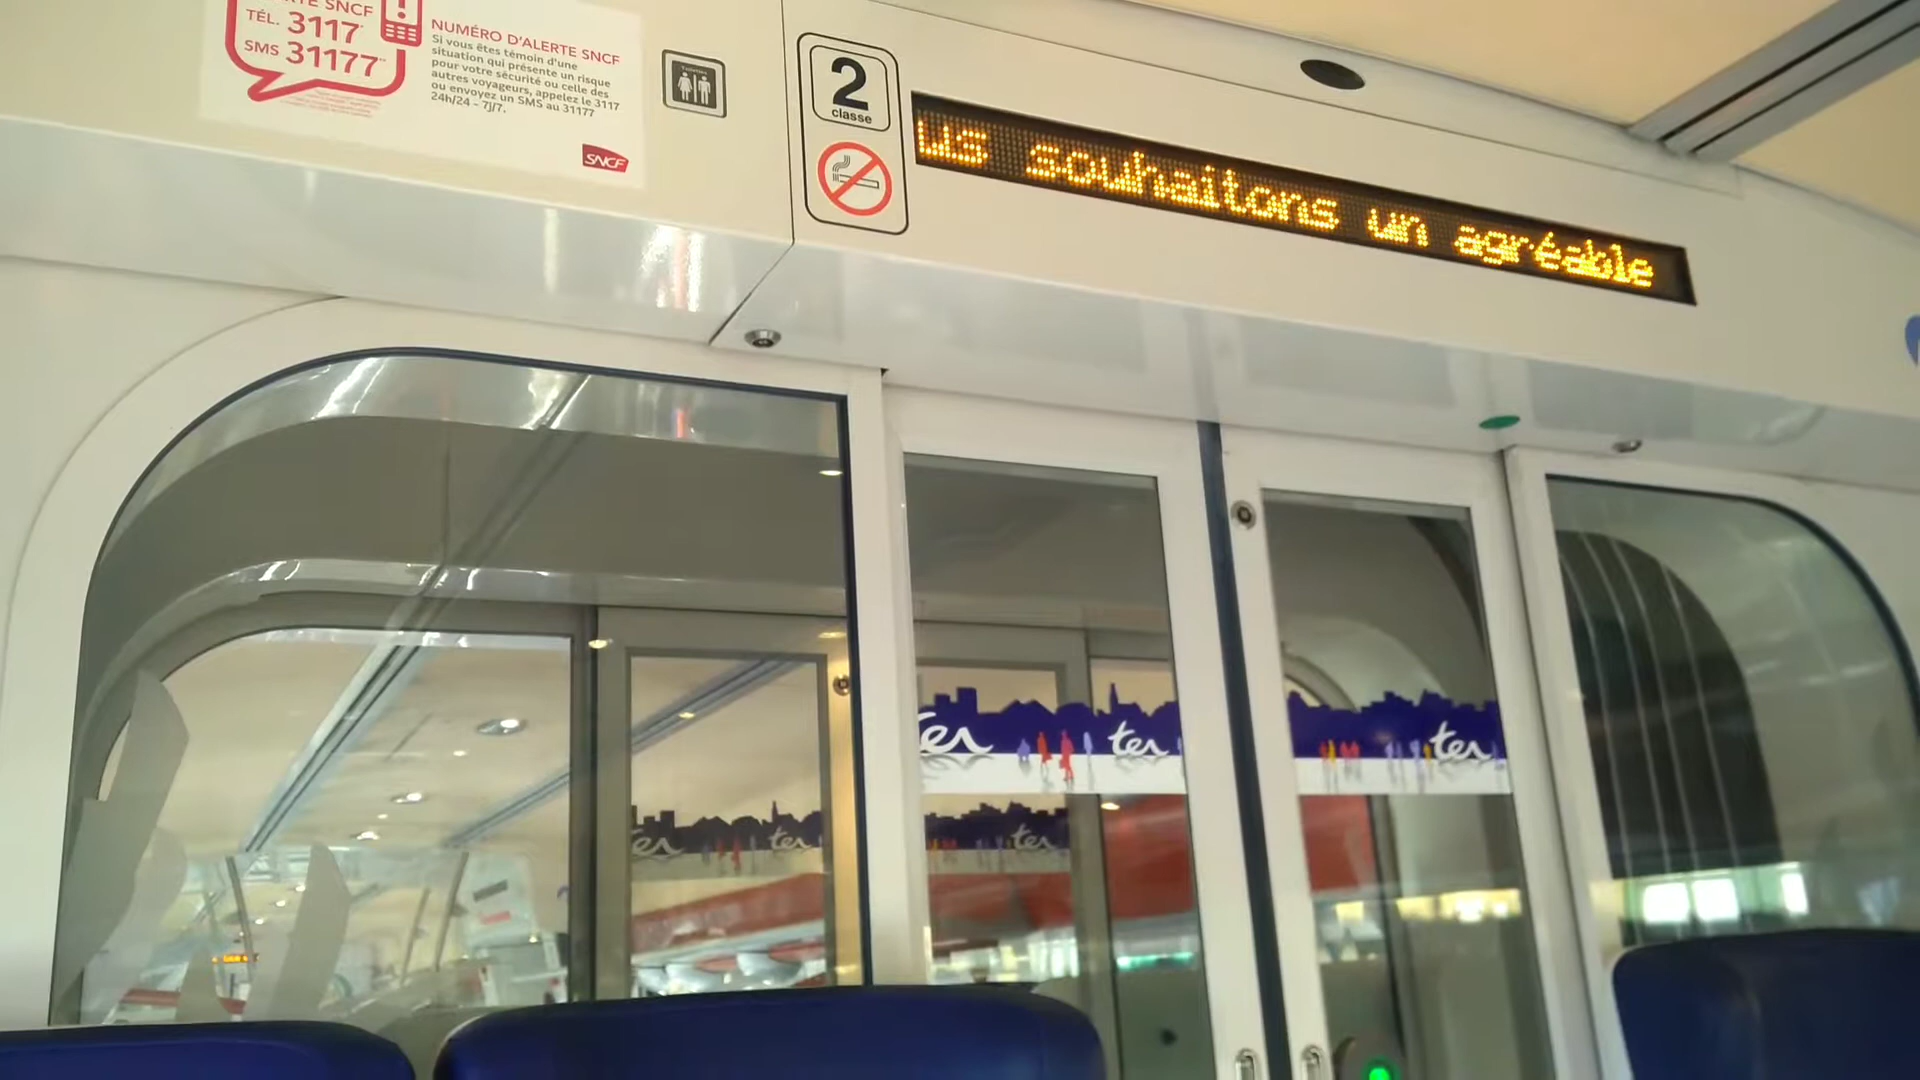 TÉL. 3117
SMS 31177
NUMÉRO D'ALERTE SNCF
Si vous êtes témoin d'une
situation qui présente un risque
pour votre sécurité ou celle des
autres voyageurs, appelez le 3117
ou envoyez un SMS au 31177
24h/24 - 7j/7.
SNCF
2
classe
us souhaitons un agréable
ter
ter
ter
ter
ter